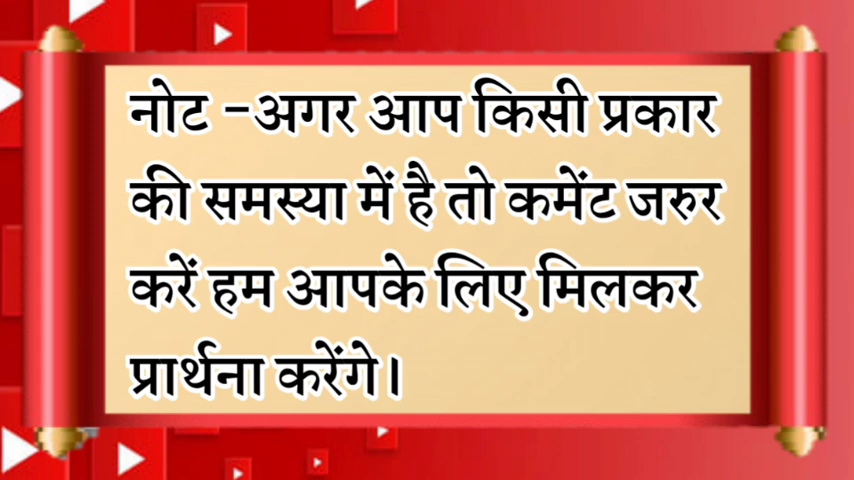 नोट -अगर आप किसी प्रकार
की समस्या में है तो कमेंट जरुर
करें हम आपके लिए मिलकर
प्रार्थना करेंगे।